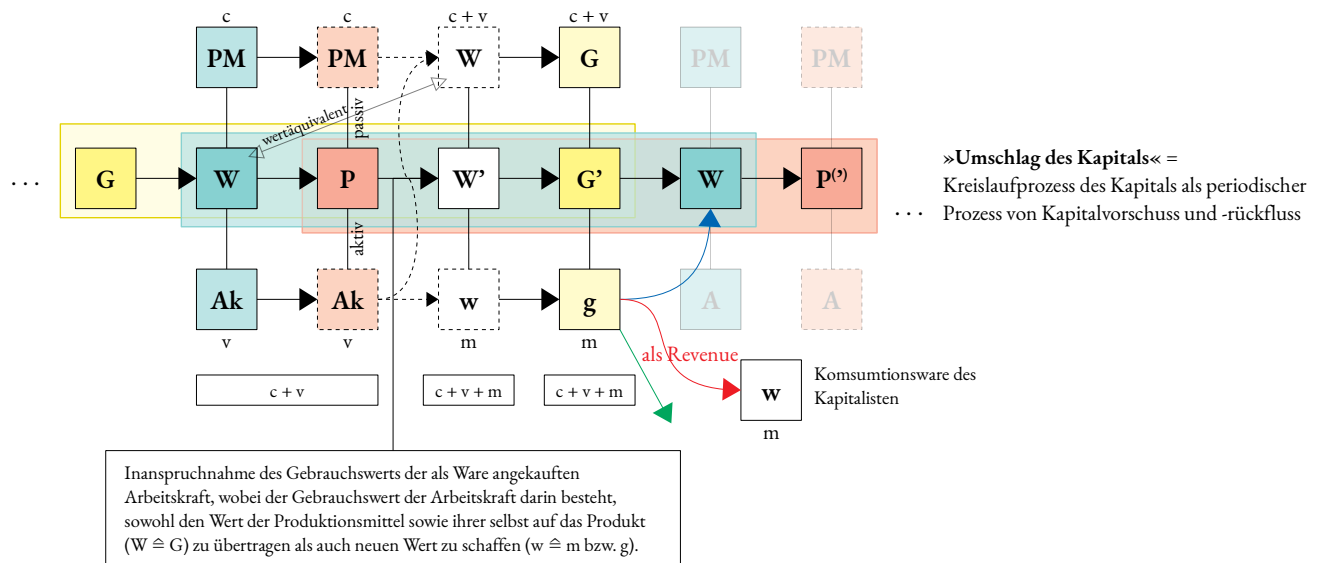 c c c + v c + v
PM PM W G PM PM
wertäquivalent passiv
. . . G W P W’ G’ W P(’) . . .
»Umschlag des Kapitals« =
Kreislaufprozess des Kapitals als periodischer
Prozess von Kapitalvorschuss und -rückfluss
aktiv
Ak Ak w g A A
v v m m
als Revenue
c + v c + v + m c + v + m
w
Komsumtionsware des
Kapitalisten
m
Inanspruchnahme des Gebrauchswerts der als Ware angekauften
Arbeitskraft, wobei der Gebrauchswert der Arbeitskraft darin besteht,
sowohl den Wert der Produktionsmittel sowie ihrer selbst auf das Produkt
(W ≙ G) zu übertragen als auch neuen Wert zu schaffen (w ≙ m bzw. g).